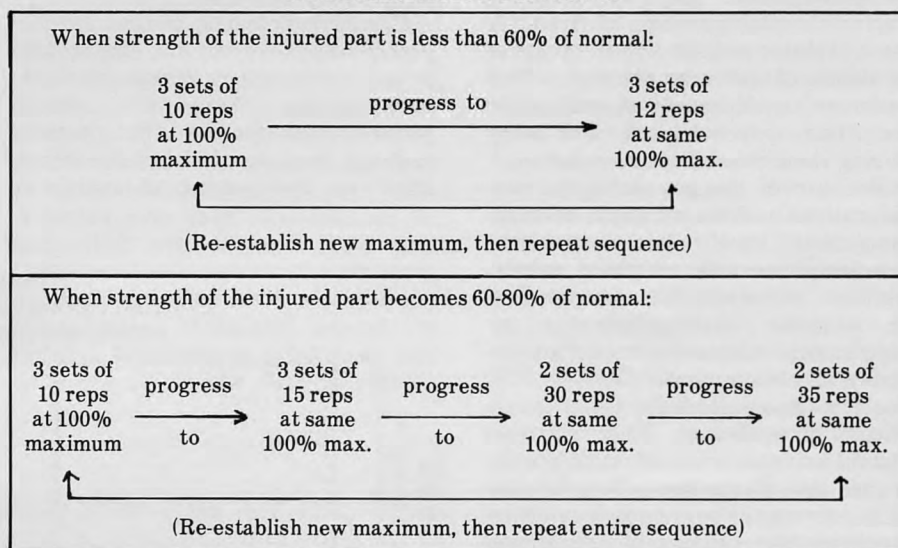 When strength of the injured part is less than 60% of normal:
3 sets of
10 reps
at 100%
maximum
progress to
3 sets of
12 reps
at same
100% max.
(Re-establish new maximum, then repeat sequence)
When strength of the injured part becomes 60-80% of normal:
3 sets of
10 reps
at 100%
maximum
progress
to
3 sets of
15 reps
at same
100% max.
progress
to
2 sets of
30 reps
at same
100% max.
progress
to
2 sets of
35 reps
at same
100% max.
(Re-establish new maximum, then repeat entire sequence)